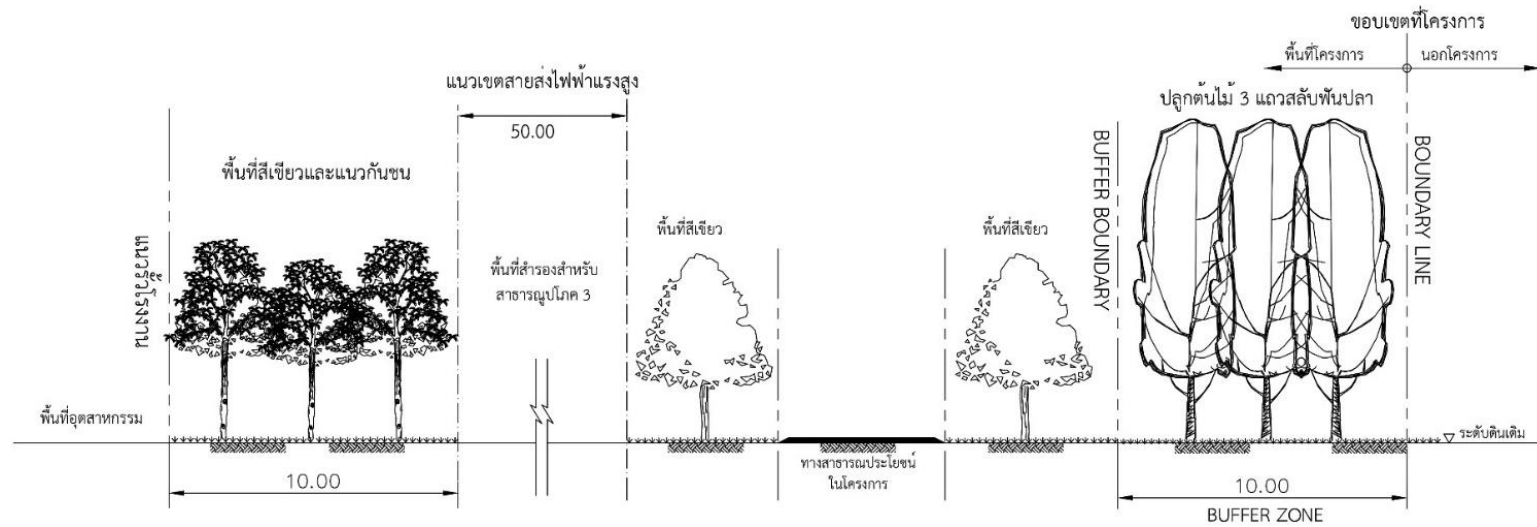 ขอบเขตที่โครงการ
พื้นที่โครงการ
นอกโครงการ
แนวเขตสายส่งไฟฟ้าแรงสูง
50.00
ปลูกต้นไม้ 3 แถวสลับฟันปลา
พื้นที่สีเขียวและแนวกันชน
BUFFER BOUNDARY
BOUNDARY LINE
แนวรั้วโรงงาน
พื้นที่สำรองสำหรับ
สาธารณูปโภค 3
พื้นที่สีเขียว
พื้นที่สีเขียว
พื้นที่อุตสาหกรรม
ระดับดินเดิม
ทางสาธารณประโยชน์
ในโครงการ
10.00
10.00
BUFFER ZONE